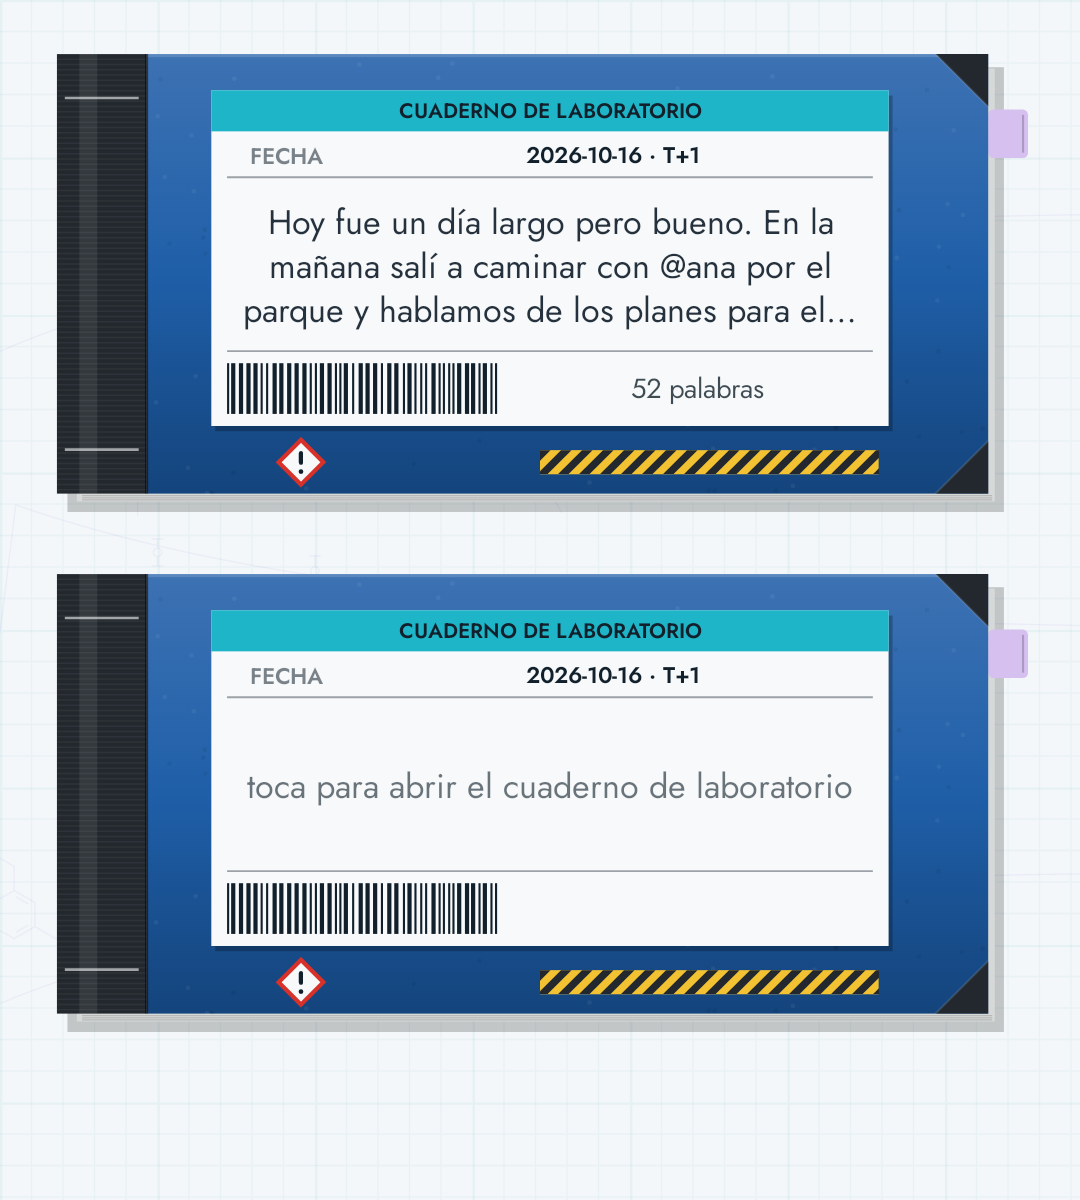 CUADERNO DE LABORATORIO
FECHA 2026-10-16 · T+1
Hoy fue un día largo pero bueno. En la
mañana salí a caminar con @ana por el
parque y hablamos de los planes para el...
52 palabras
CUADERNO DE LABORATORIO
FECHA 2026-10-16 · T+1
toca para abrir el cuaderno de laboratorio